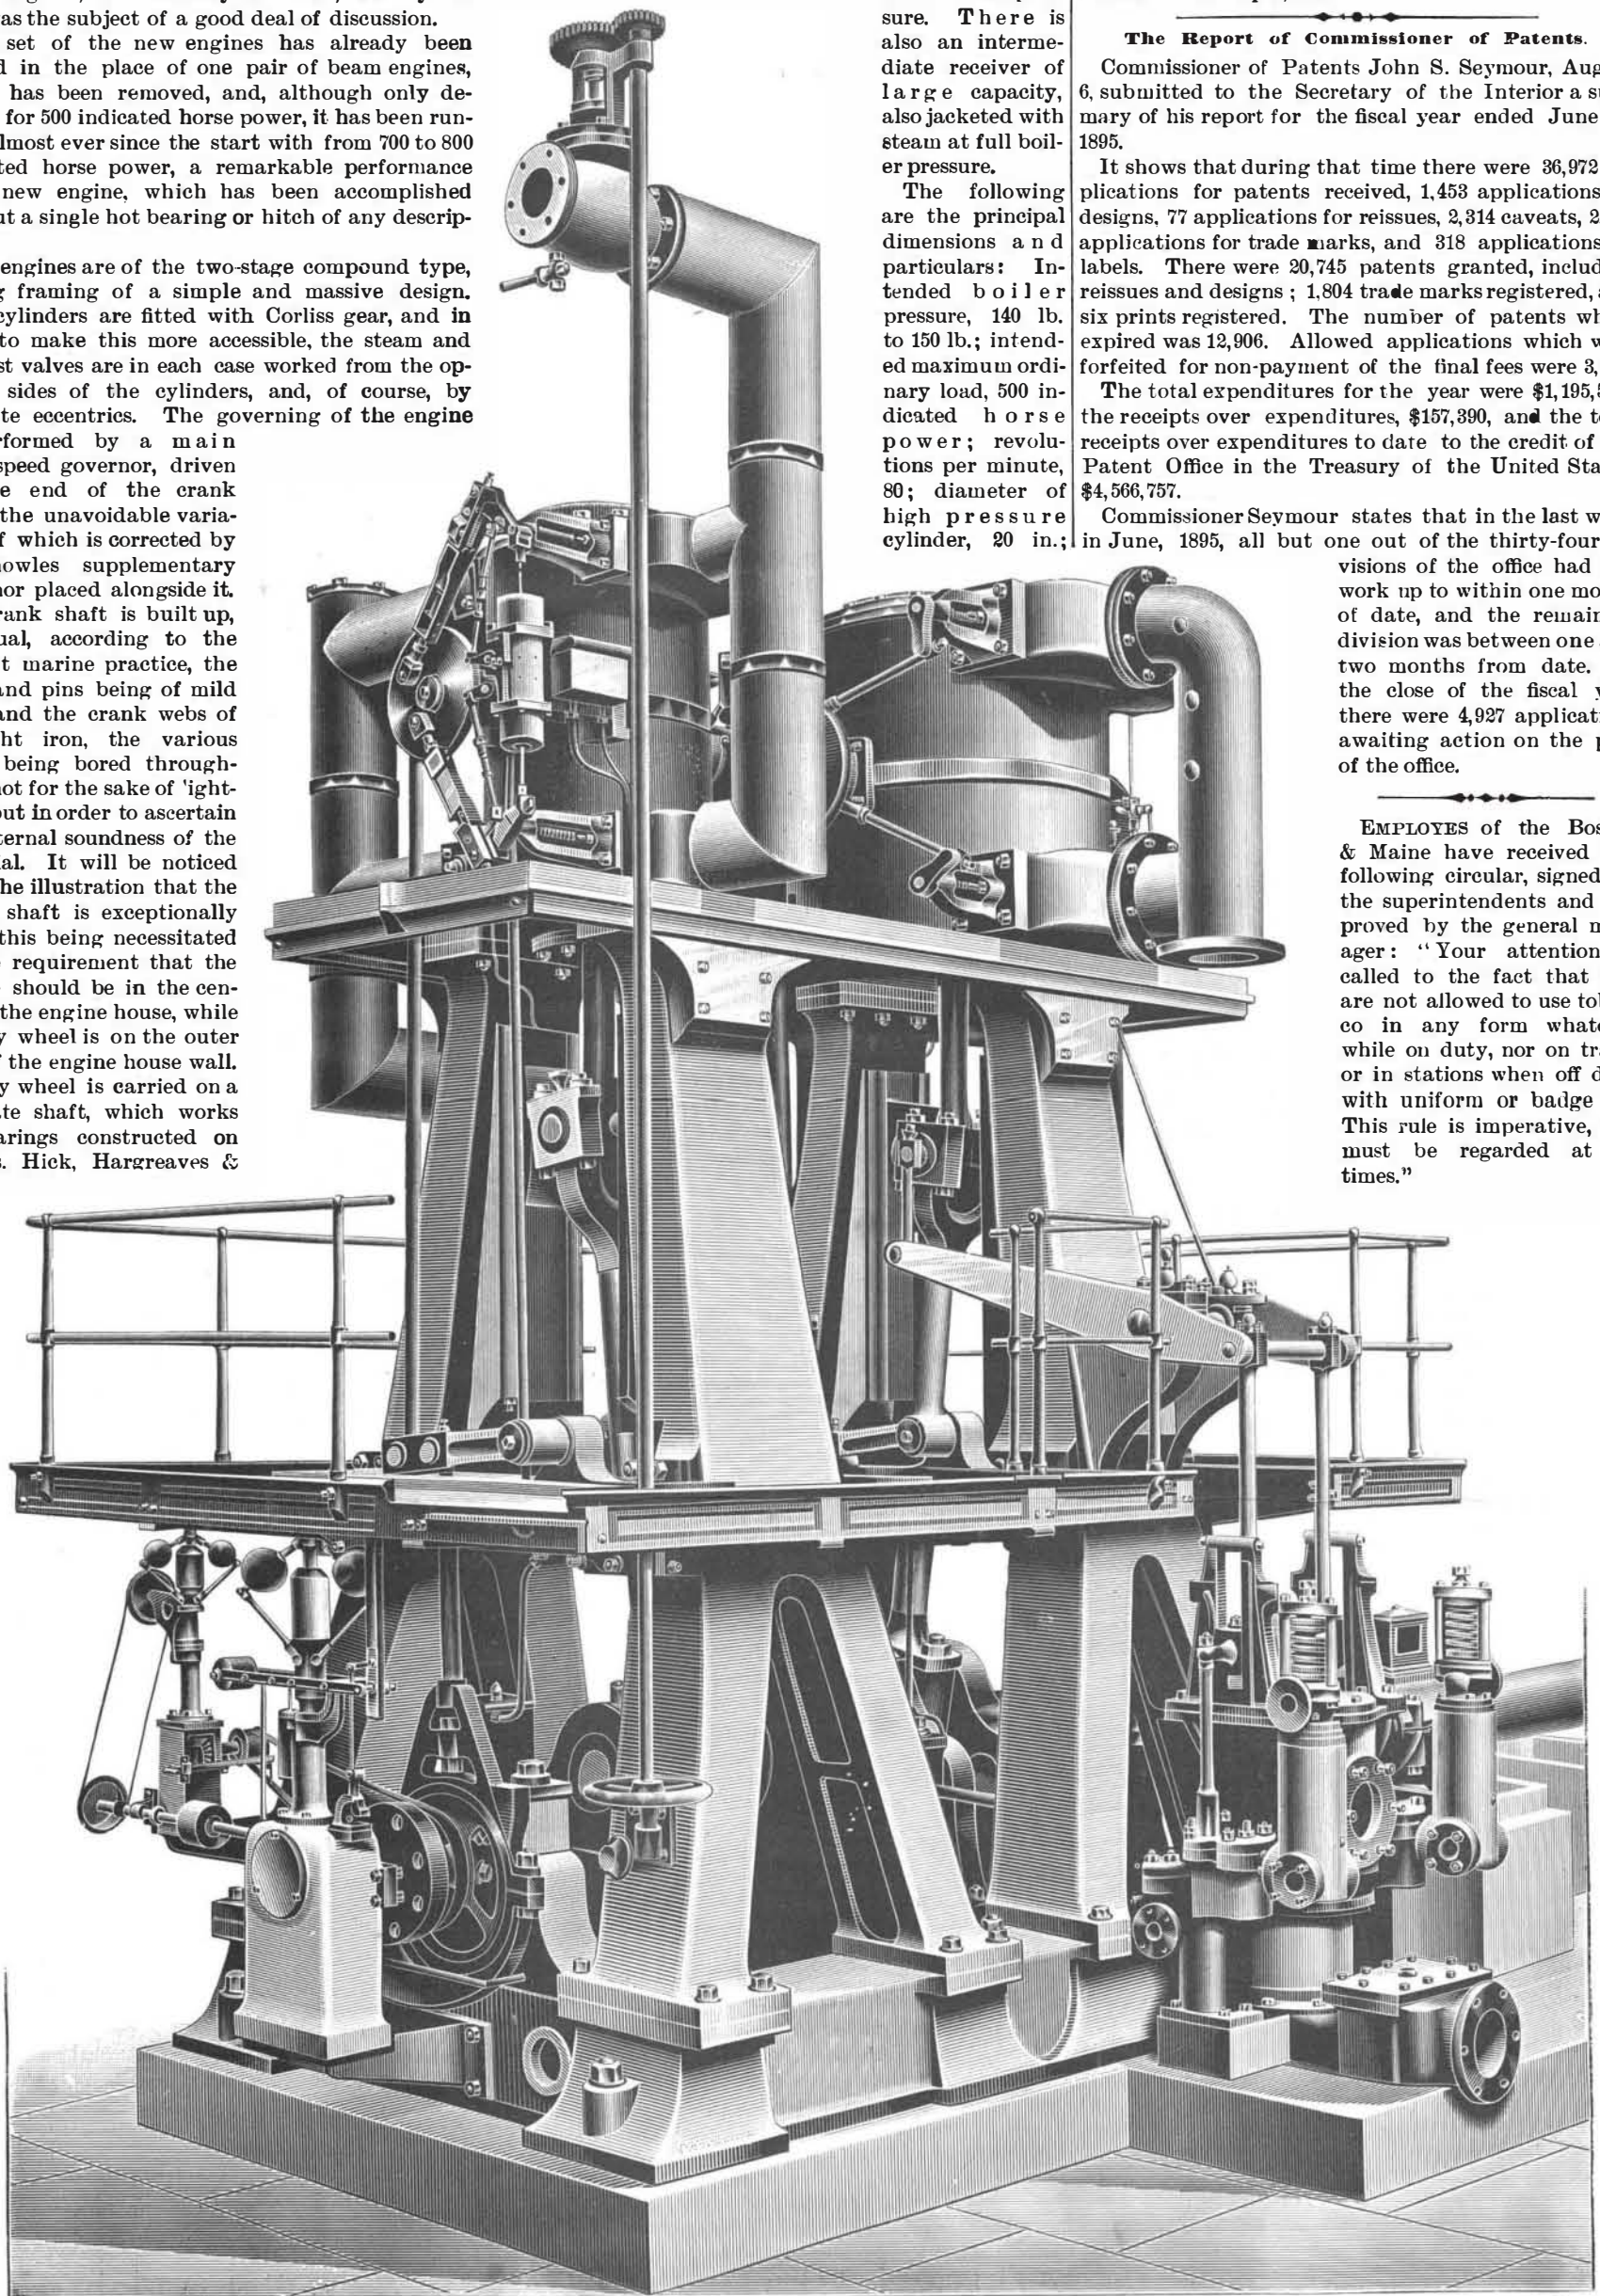 as the subject of a good deal of discussion.
set of the new engines has already been
in the place of one pair of beam engines,
has been removed, and, although only de-
for 500 indicated horse power, it has been run-
lmost ever since the start with from 700 to 800
ted horse power, a remarkable performance
new engine, which has been accomplished
ut a single hot bearing or hitch of any descrip-
engines are of the two-stage compound type,
g framing of a simple and massive design.
cylinders are fitted with Corliss gear, and in
to make this more accessible, the steam and
st valves are in each case worked from the op-
sides of the cylinders, and, of course, by
te eccentrics. The governing of the engine
rformed by a main
speed governor, driven
e end of the crank
the unavoidable varia-
f which is corrected by
nowles supplementary
nor placed alongside it.
rank shaft is built up,
ual, according to the
t marine practice, the
and pins being of mild
and the crank webs of
ht iron, the various
being bored through-
not for the sake of 'ight-
out in order to ascertain
ternal soundness of the
al. It will be noticed
he illustration that the
shaft is exceptionally
this being necessitated
e requirement that the
should be in the cen-
the engine house, while
y wheel is on the outer
f the engine house wall.
y wheel is carried on a
te shaft, which works
arings constructed on
s. Hick, Hargreaves &
sure. There is
also an interme-
diate receiver of
large capacity,
also jacketed with
steam at full boil-
er pressure.
The following
are the principal
dimensions and
particulars: In-
tended boiler
pressure, 140 lb.
to 150 lb.; intend-
ed maximum ordi-
nary load, 500 in-
dicated horse
power; revolu-
tions per minute,
80; diameter of
high pressure
cylinder, 20 in.;
The Report of Commissioner of Patents.
Commissioner of Patents John S. Seymour, Aug
6, submitted to the Secretary of the Interior a su
mary of his report for the fiscal year ended June
1895.
It shows that during that time there were 36,972
plications for patents received, 1,453 applications
designs, 77 applications for reissues, 2,314 caveats, 2
applications for trade marks, and 318 applications
labels. There were 20,745 patents granted, includ
reissues and designs; 1,804 trade marks registered, a
six prints registered. The number of patents wh
expired was 12,906. Allowed applications which w
forfeited for non-payment of the final fees were 3,
The total expenditures for the year were $1,195,5
the receipts over expenditures, $157,390, and the to
receipts over expenditures to date to the credit of
Patent Office in the Treasury of the United Sta
$4,566,757.
Commissioner Seymour states that in the last w
in June, 1895, all but one out of the thirty-four
visions of the office had
work up to within one mo
of date, and the remain
division was between one a
two months from date.
the close of the fiscal y
there were 4,927 applicati
awaiting action on the p
of the office.
EMPLOYES of the Bos
& Maine have received
following circular, signed
the superintendents and
proved by the general m
ager: "Your attention
called to the fact that
are not allowed to use tob
co in any form whate
while on duty, nor on tra
or in stations when off d
with uniform or badge
This rule is imperative,
must be regarded at
times."